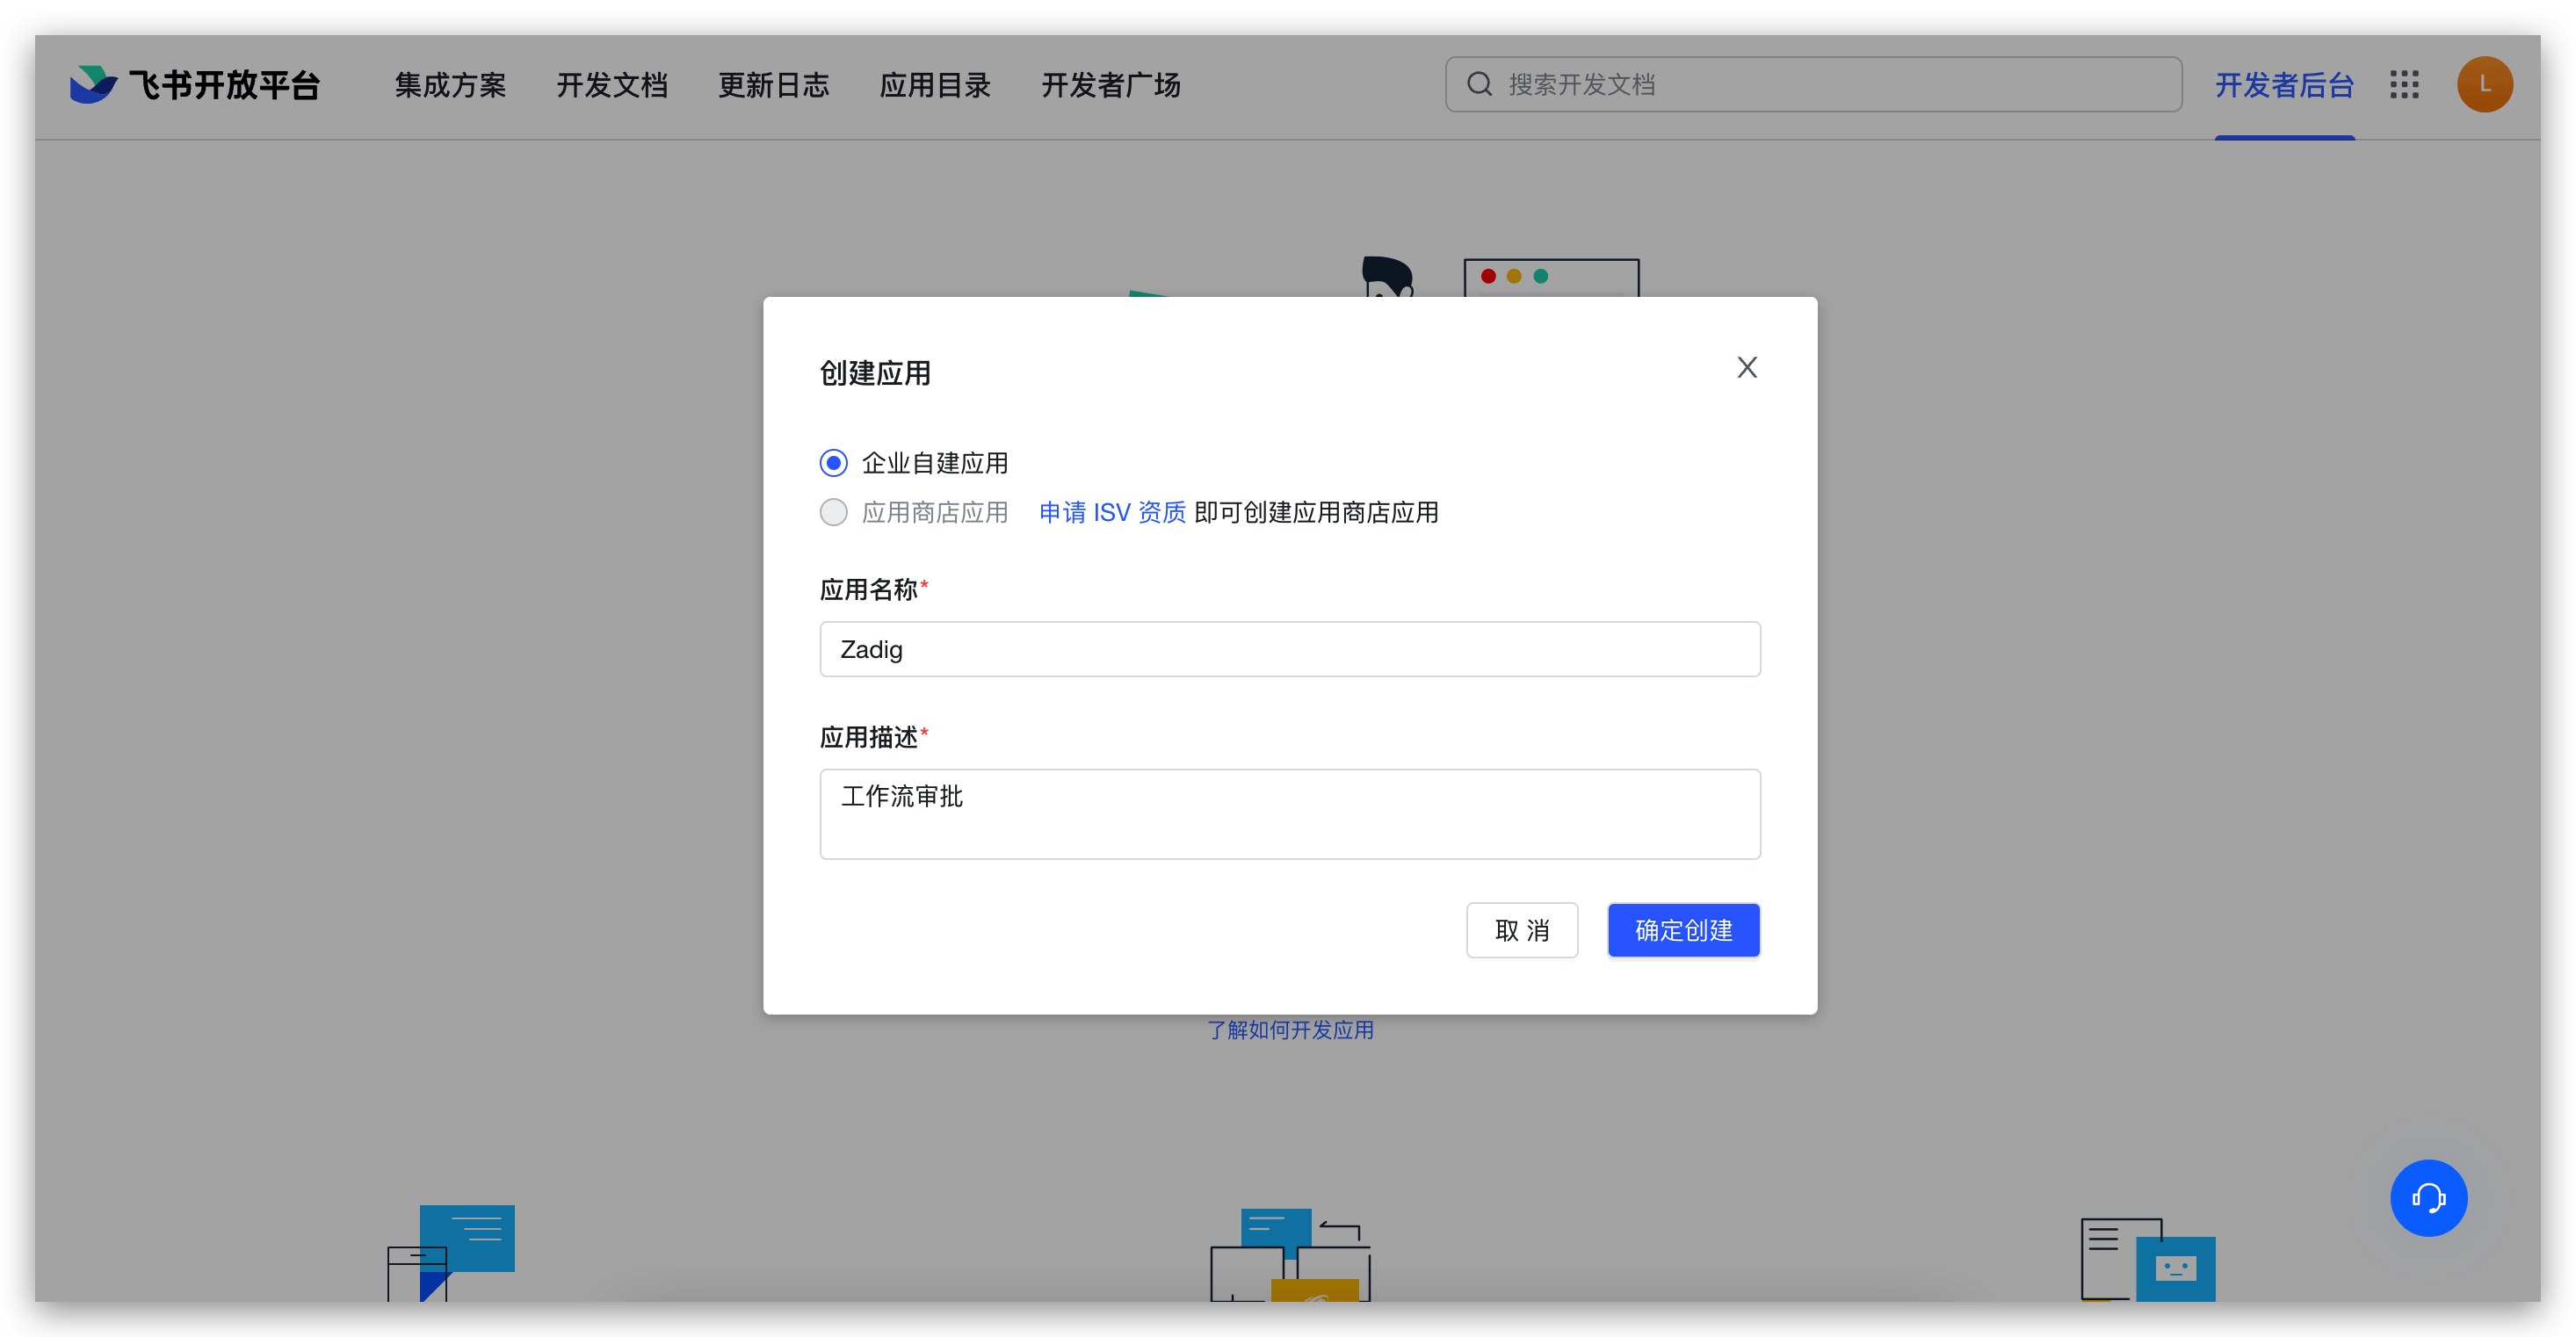 飞书开放平台 集成方案 开发文档 更新日志 应用目录 开发者广场 搜索开发文档 开发者后台 L
创建应用
企业自建应用
应用商店应用 申请 ISV 资质 即可创建应用商店应用
应用名称*
Zadig
应用描述*
工作流审批
取 消 确定创建
了解如何开发应用